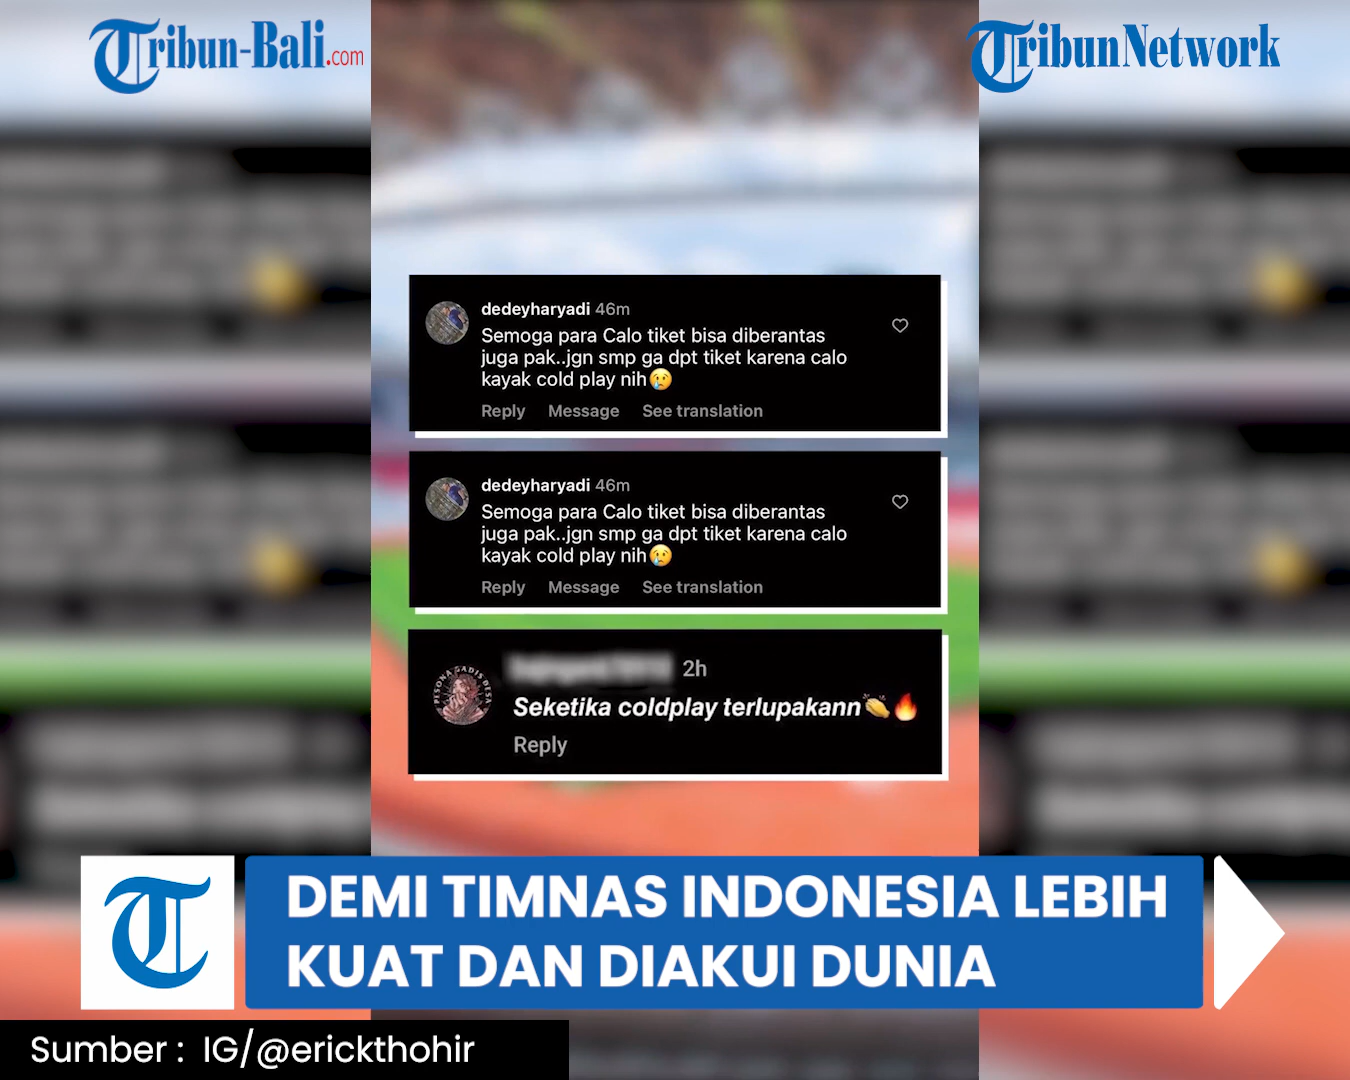 Tribun-Bali.com
TribunNetwork
dedeyharyadi 46m
Semoga para Calo tiket bisa diberantas
juga pak..jgn smp ga dpt tiket karena calo
kayak cold play nih😢
Reply Message See translation
dedeyharyadi 46m
Semoga para Calo tiket bisa diberantas
juga pak..jgn smp ga dpt tiket karena calo
kayak cold play nih😢
Reply Message See translation
PESONA GADIS DESA
2h
Seketika coldplay terlupakann👏🔥
Reply
T
DEMI TIMNAS INDONESIA LEBIH
KUAT DAN DIAKUI DUNIA
Sumber : IG/@erickthohir